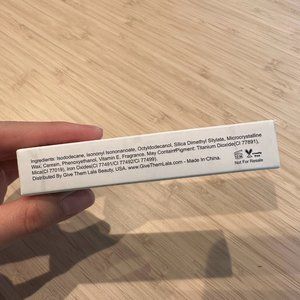 Ingredients: Isododecane, Isononyl Isononanoate, Octyldodecanol, Silica Dimethyl Silylate, Microcrystalline
Wax, Ceresin, Phenoxyethanol, Vitamin E, Fragrance, May Contain/Pigment: Titanium Dioxide(CI 77891),
Mica(CI 77019), Iron Oxides(CI 77491/CI 77492/CI 77499).
Distributed By Give Them Lala Beauty, USA, www.GiveThemLala.com - Made In China.
Not For Resale